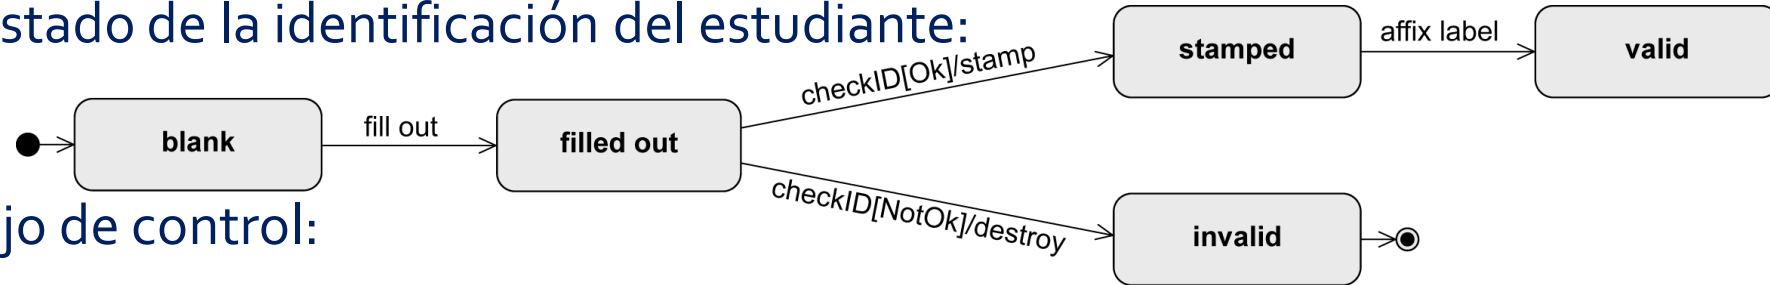 stado de la identificación del estudiante:
blank
fill out
filled out
checkID[Ok]/stamp
stamped
affix label
valid
checkID[NotOk]/destroy
invalid
jo de control: